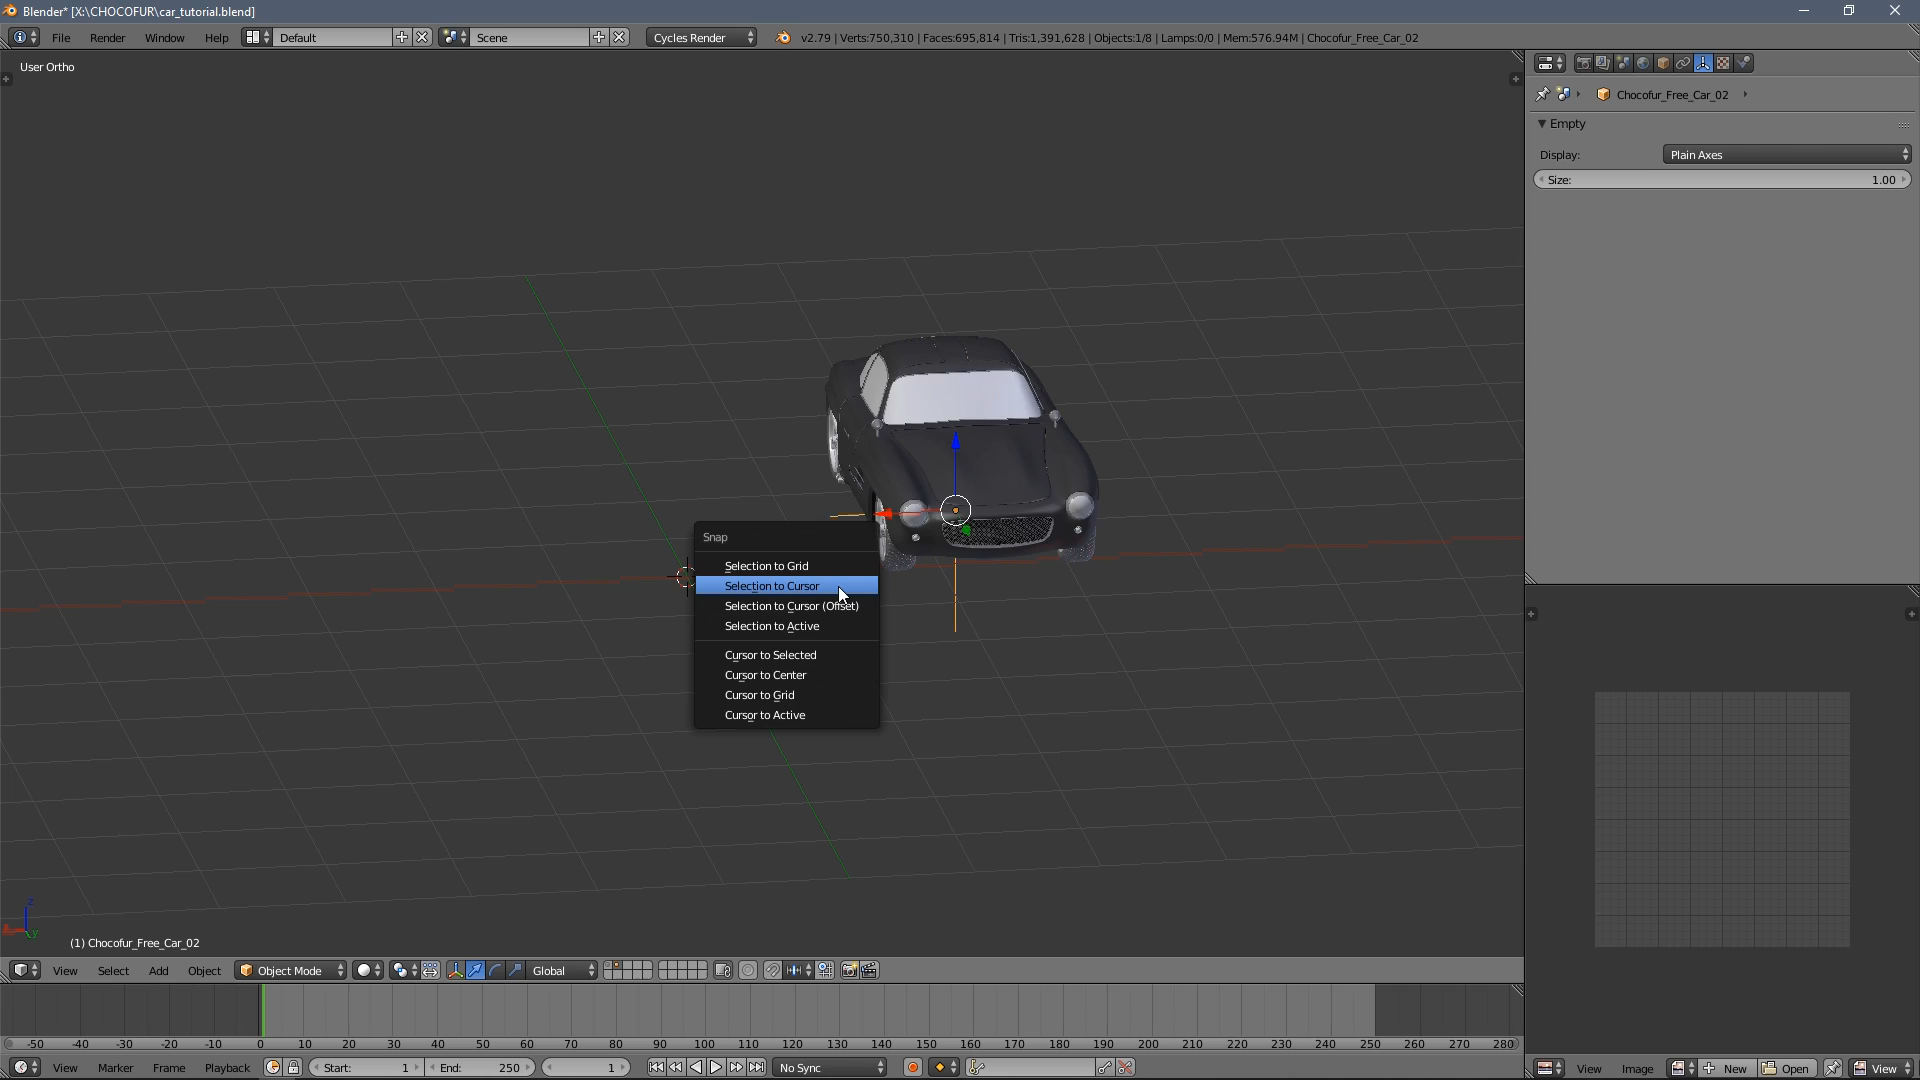 Blender* [X:\CHOCOFUR\car_tutorial.blend]
File Render Window Help Default Scene Cycles Render v2.79 | Verts:750,310 | Faces:695,814 | Tris:1,391,628 | Objects:1/8 | Lamps:0/0 | Mem:576.94M | Chocofur_Free_Car_02
User Ortho
Chocofur_Free_Car_02
Empty
Display: Plain Axes
Size: 1.00
Snap
Selection to Grid
Selection to Cursor
Selection to Cursor (Offset)
Selection to Active
Cursor to Selected
Cursor to Center
Cursor to Grid
Cursor to Active
z
y
(1) Chocofur_Free_Car_02
View Select Add Object Object Mode Global
-50 -40 -30 -20 -10 0 10 20 30 40 50 60 70 80 90 100 110 120 130 140 150 160 170 180 190 200 210 220 230 240 250 260 270 280
View Marker Frame Playback Start: 1 End: 250 1 No Sync
View Image New Open View